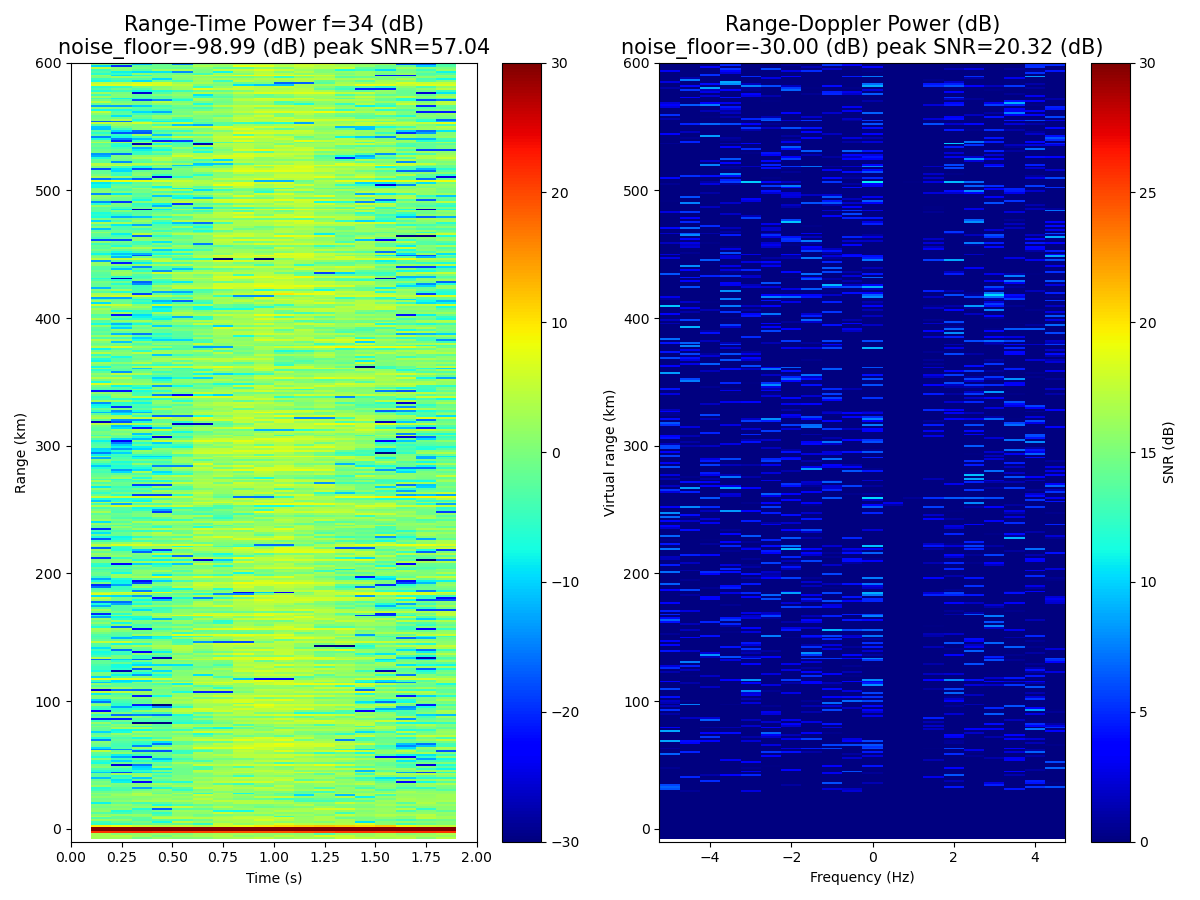 Range-Time Power f=34 (dB)
noise_floor=-98.99 (dB) peak SNR=57.04
Range-Doppler Power (dB)
noise_floor=-30.00 (dB) peak SNR=20.32 (dB)
Range (km)
600
500
400
300
200
100
0
0.00 0.25 0.50 0.75 1.00 1.25 1.50 1.75 2.00
Time (s)
30
20
10
0
−10
−20
−30
Virtual range (km)
600
500
400
300
200
100
0
−4 −2 0 2 4
Frequency (Hz)
30
25
20
15
10
5
0
SNR (dB)